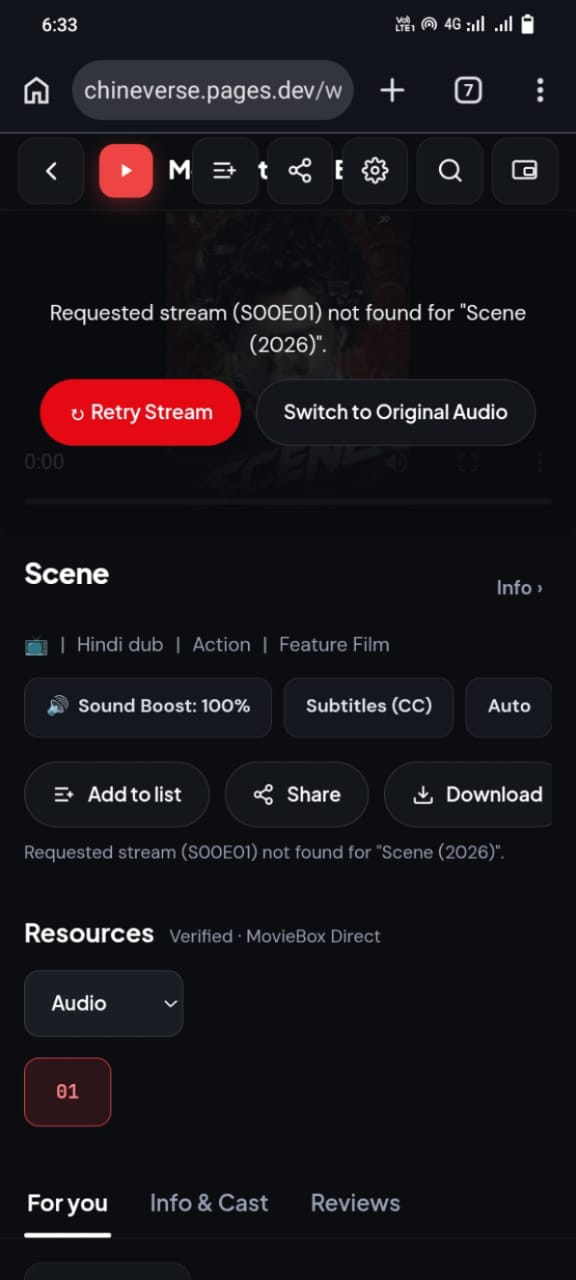 6:33
Vo)) LTE1 4G
chineverse.pages.dev/w
7
M t E
Requested stream (S00E01) not found for "Scene
(2026)".
↻ Retry Stream
Switch to Original Audio
0:00
SCENE
Scene
Info ›
📺 | Hindi dub | Action | Feature Film
🔊 Sound Boost: 100%
Subtitles (CC)
Auto
Add to list
Share
Download
Requested stream (S00E01) not found for "Scene (2026)".
Resources
Verified · MovieBox Direct
Audio
01
For you
Info & Cast
Reviews